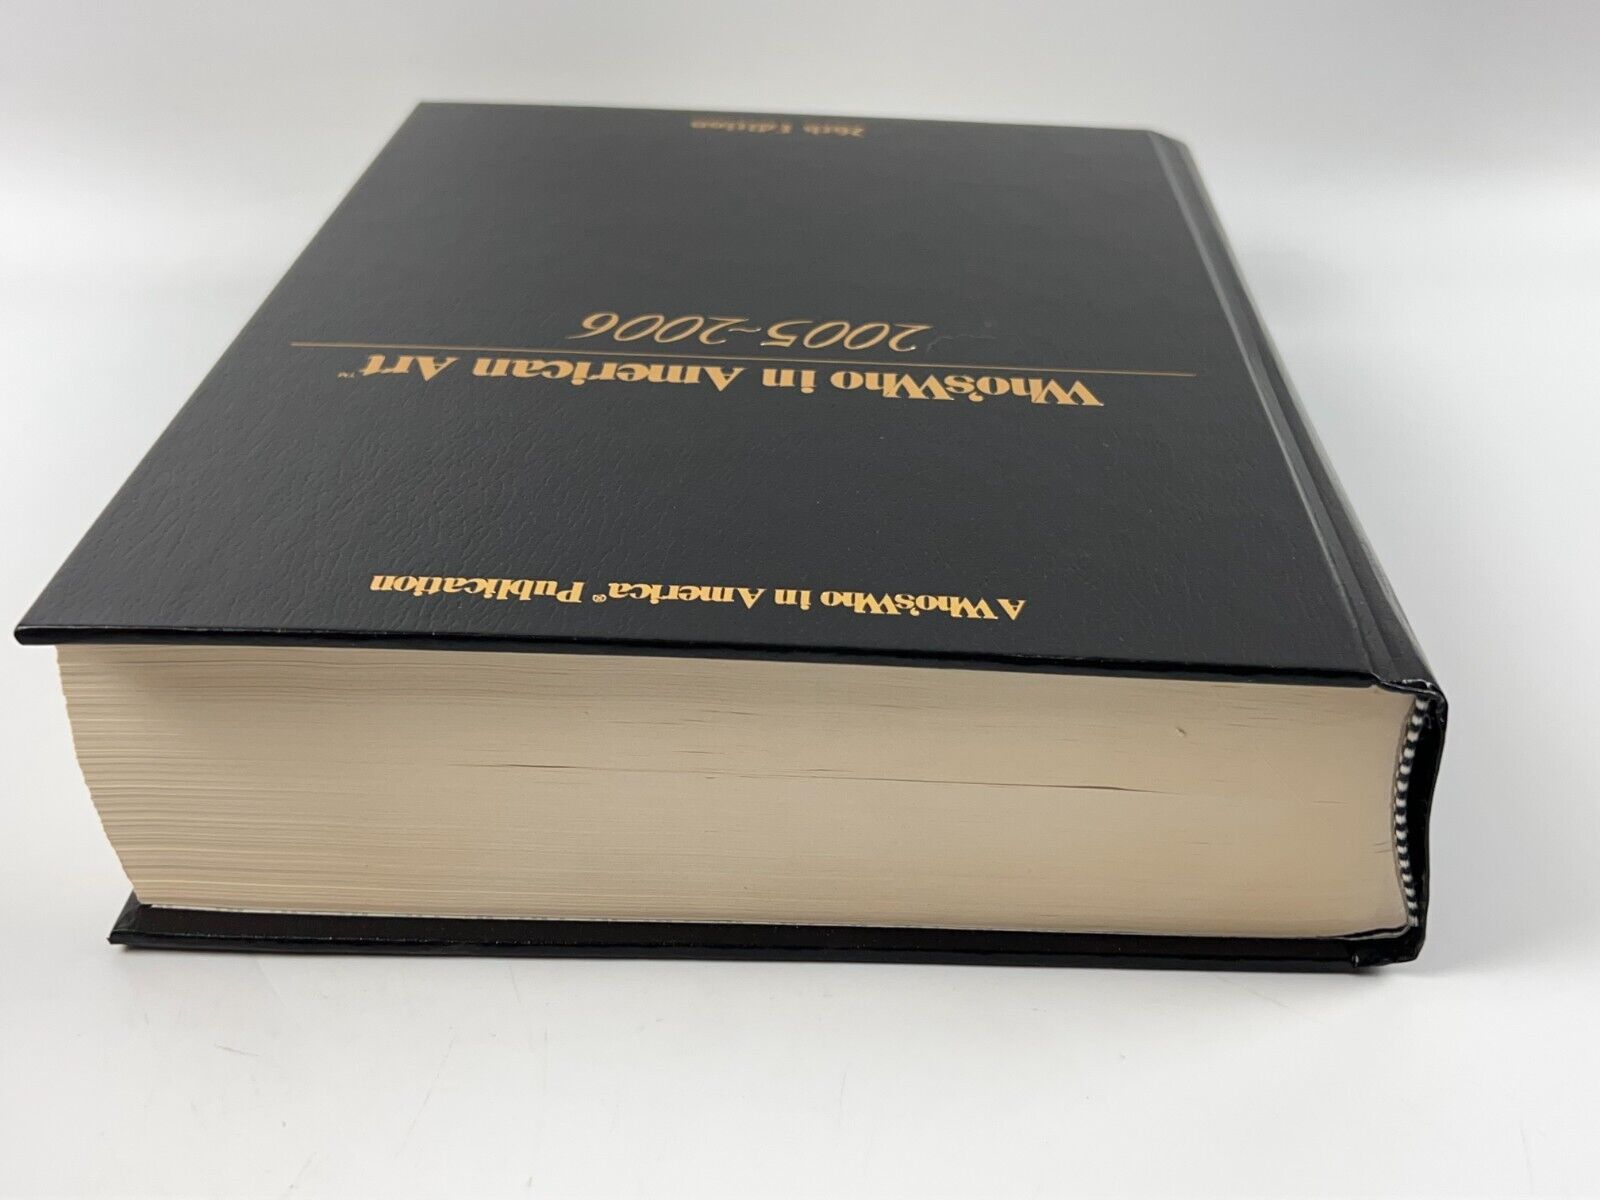 A Who'sWho in America® Publication
Who'sWho in American Art™
2005~2006
26th Edition